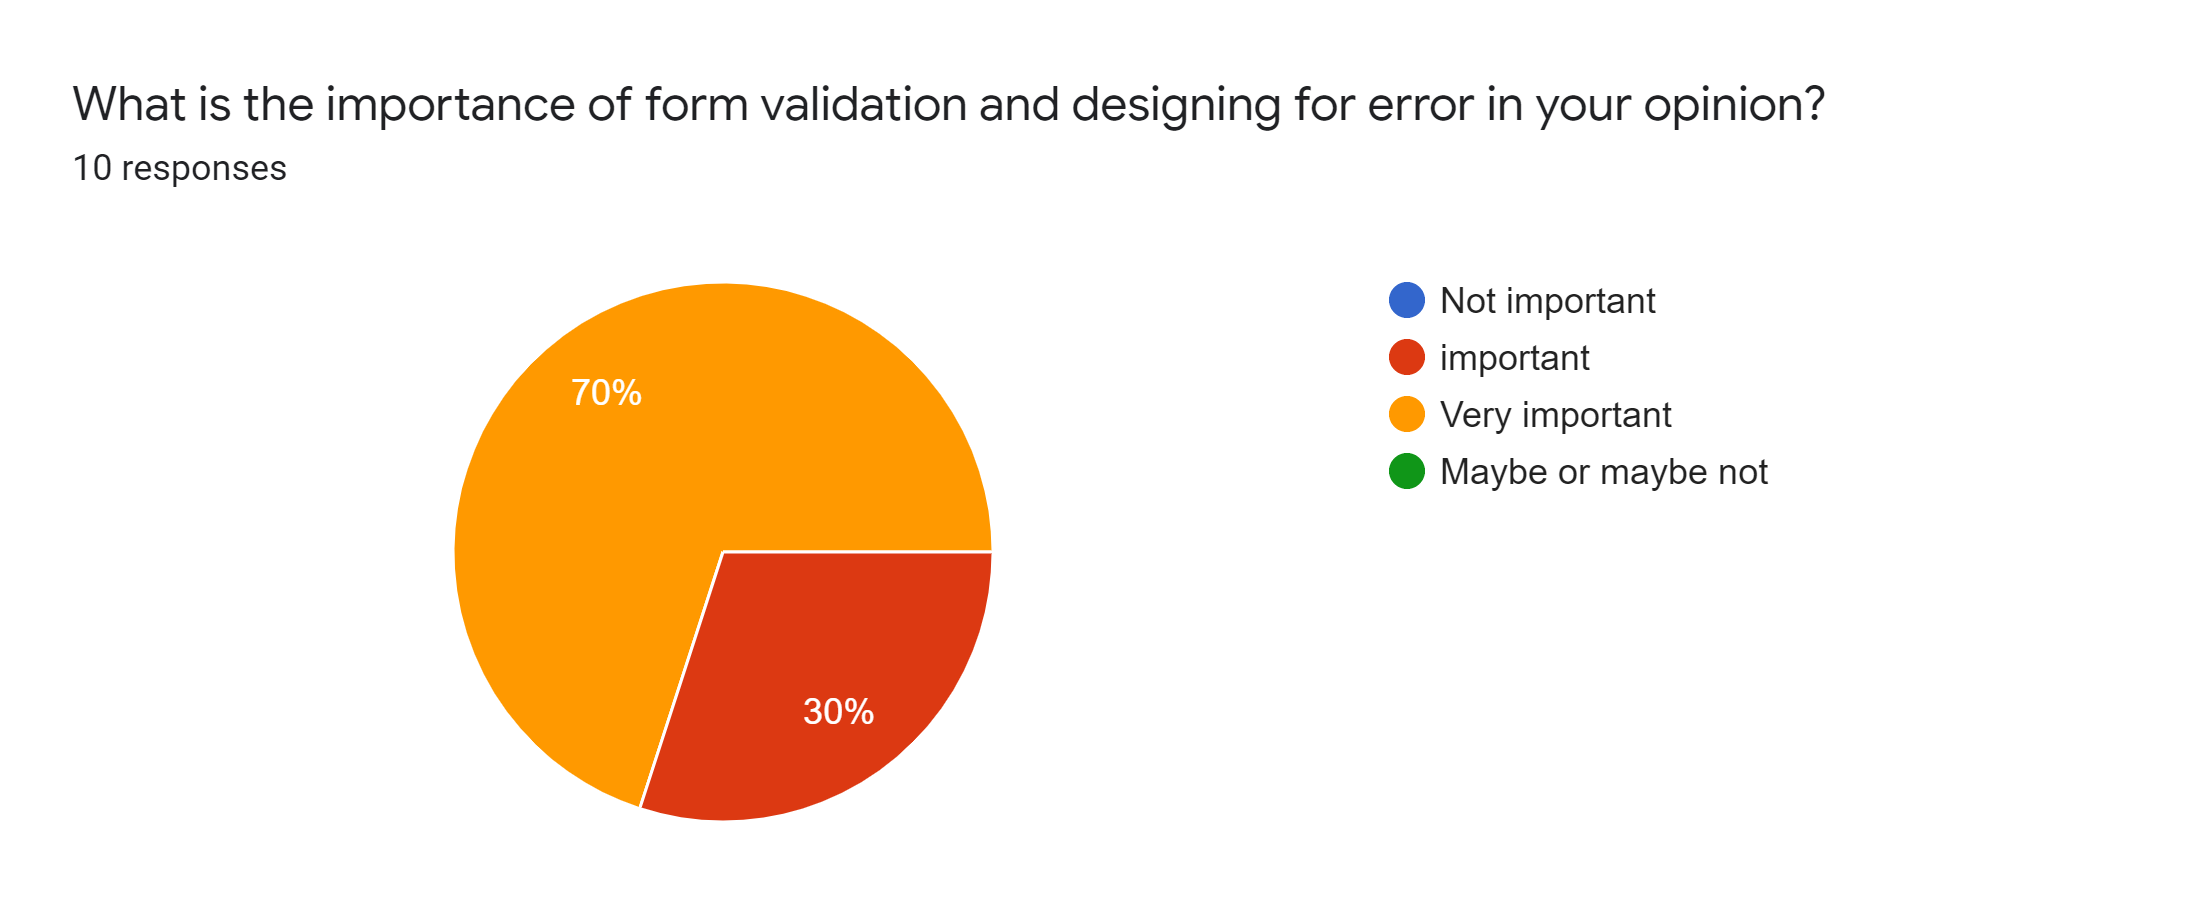 What is the importance of form validation and designing for error in your opinion?
10 responses
Not important
important
Very important
Maybe or maybe not
70%
30%